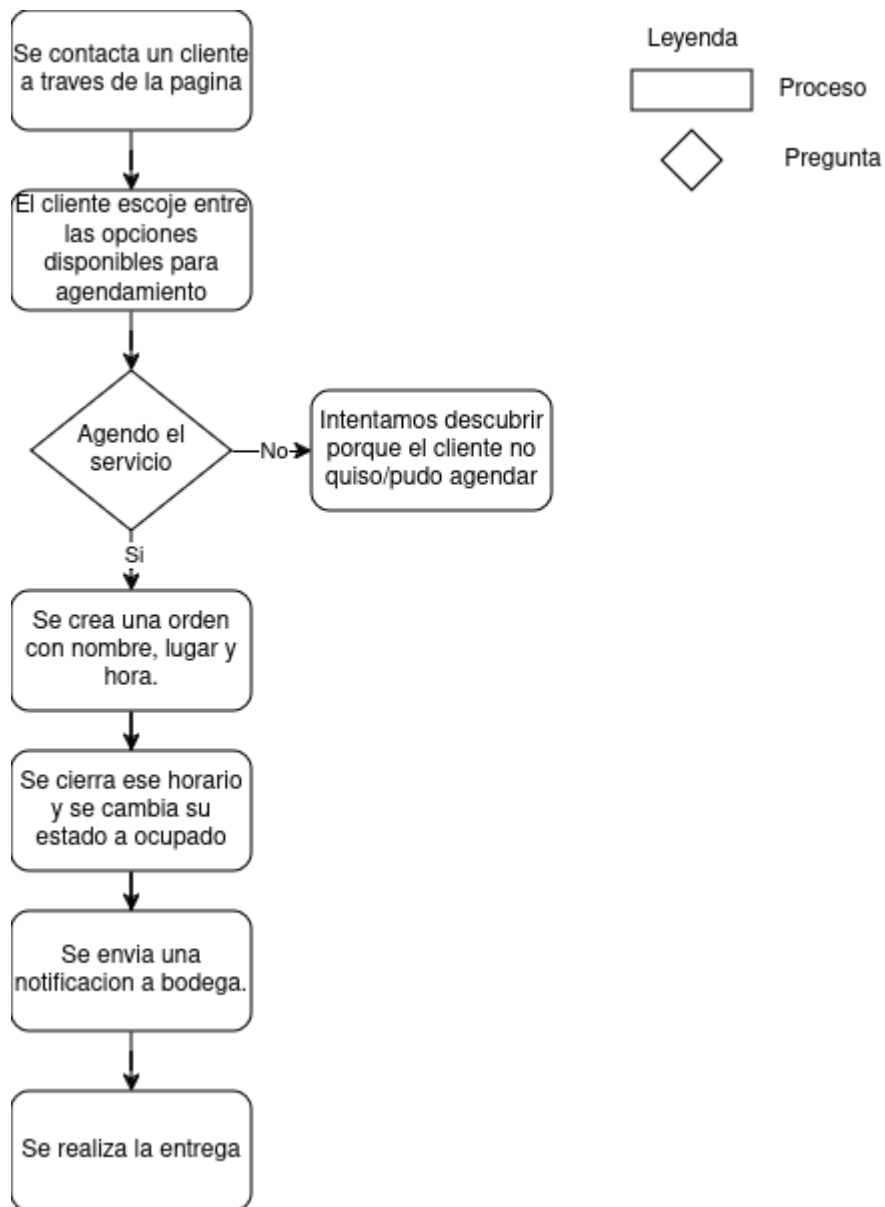 Se contacta un cliente
a traves de la pagina
Leyenda
Proceso
Pregunta
El cliente escoje entre
las opciones
disponibles para
agendamiento
Agendo el
servicio
No
Intentamos descubrir
porque el cliente no
quiso/pudo agendar
Si
Se crea una orden
con nombre, lugar y
hora.
Se cierra ese horario
y se cambia su
estado a ocupado
Se envia una
notificacion a bodega.
Se realiza la entrega